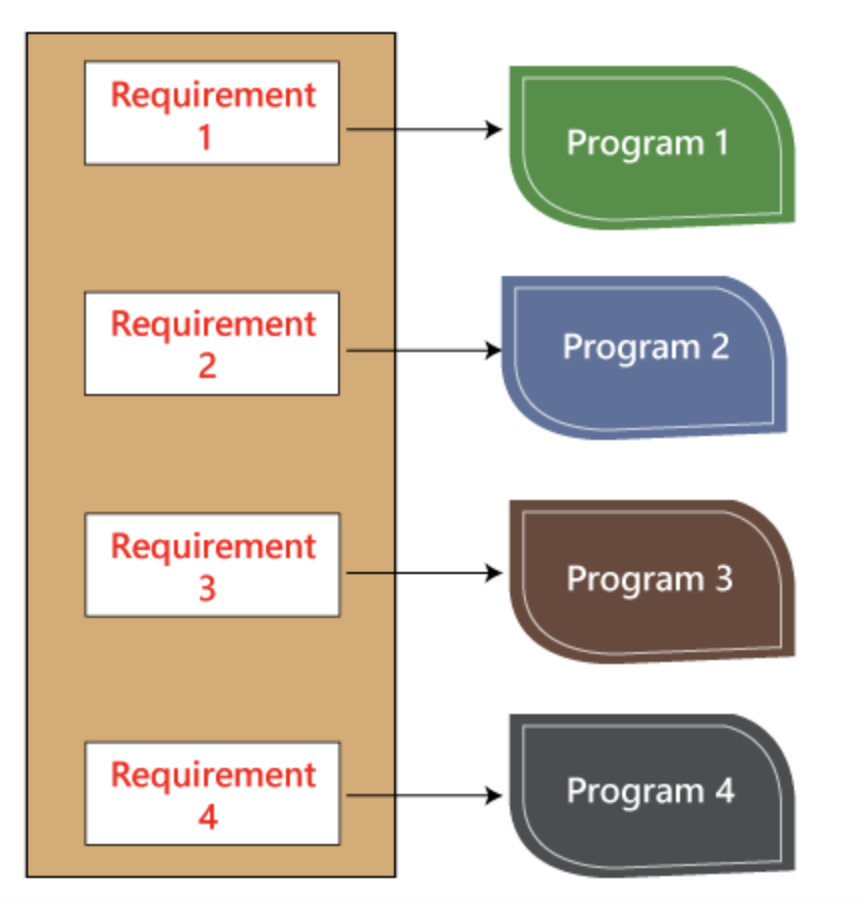 Requirement
1
Program 1
Requirement
2
Program 2
Requirement
3
Program 3
Requirement
4
Program 4